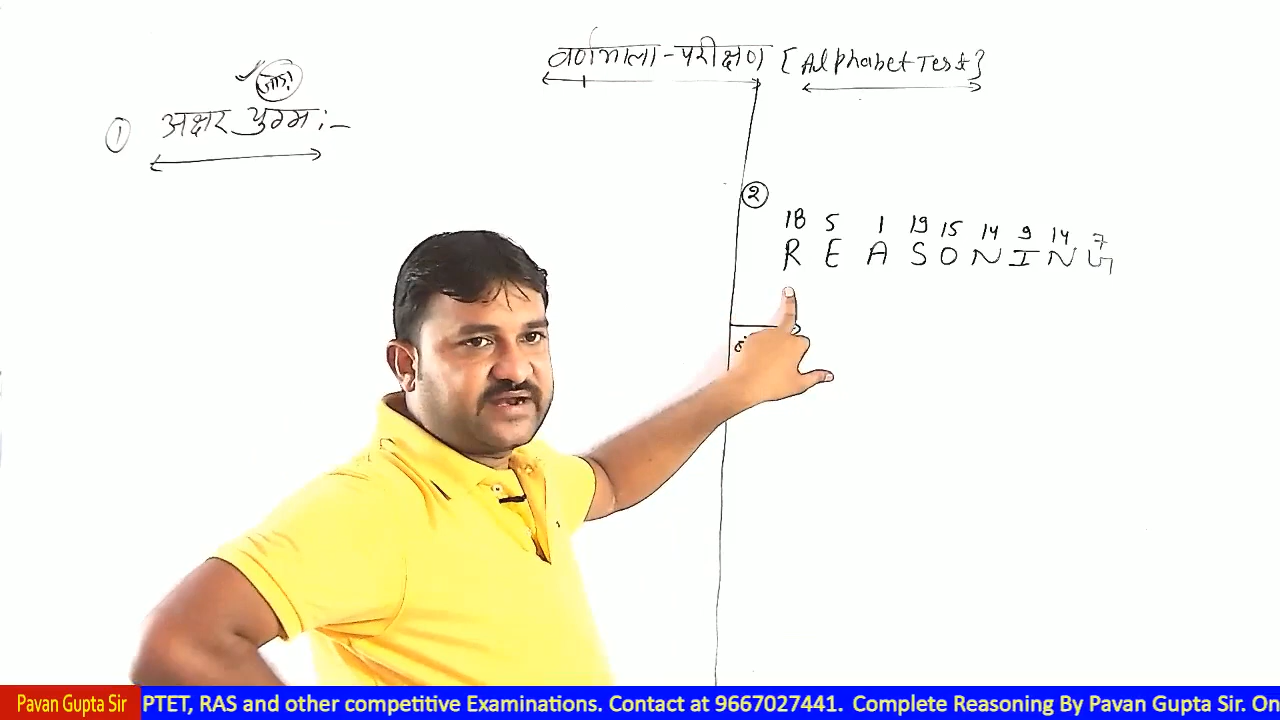 वर्णमाला - परीक्षण [Alphabet Test}
जोड़ा
① अक्षर युग्म :-
②
18 5 1 19 15 14 9 14 7
R E A S O N I N G
Pavan Gupta Sir PTET, RAS and other competitive Examinations. Contact at 9667027441. Complete Reasoning By Pavan Gupta Sir. On